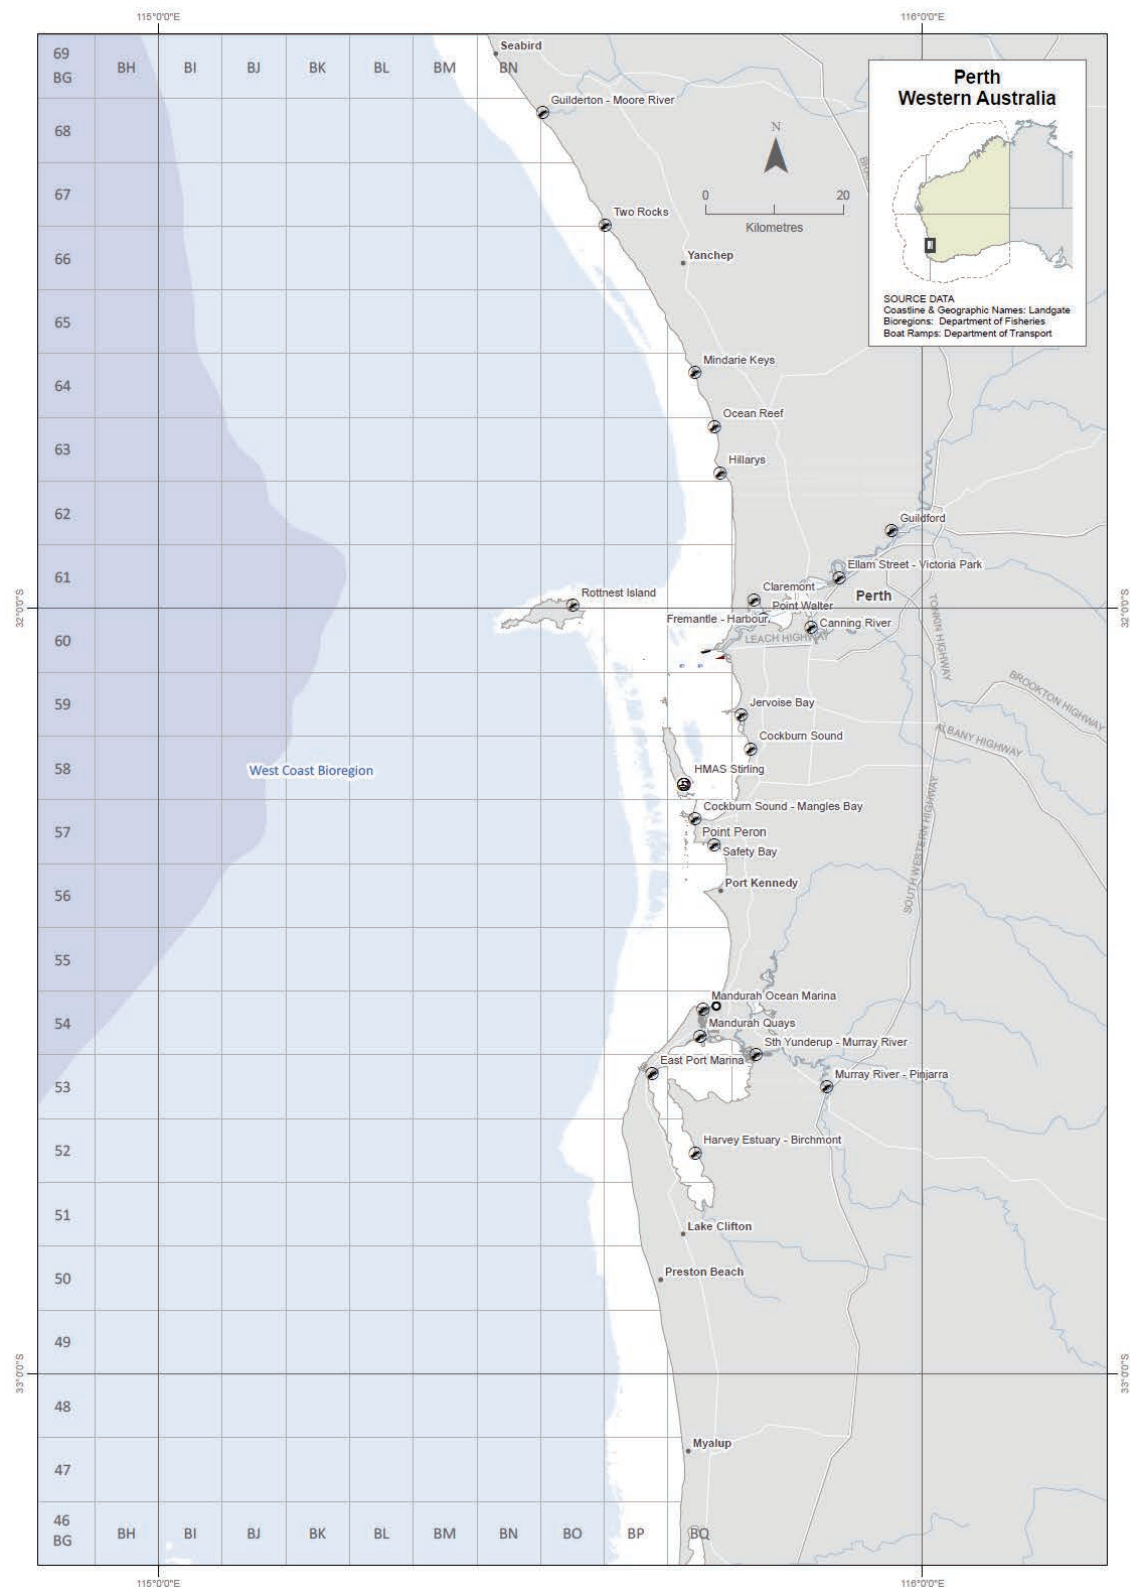 115°0'0"E
116°0'0"E
69
BG
BH
BI
BJ
BK
BL
BM
BN
Seabird
Perth
Western Australia
Guilderton - Moore River
N
68
0
20
Kilometres
67
Two Rocks
66
Yanchep
SOURCE DATA
Coastline & Geographic Names: Landgate
Bioregions: Department of Fisheries
Boat Ramps: Department of Transport
65
Mindarie Keys
64
Ocean Reef
63
Hillarys
62
Guildford
61
Ellam Street - Victoria Park
Rottnest Island
Claremont
Perth
Point Walter
32°0'0"S
32°0'0"S
Fremantle - Harbour
Canning River
60
LEACH HIGHWAY
TONKIN HIGHWAY
BROOKTON HIGHWAY
59
Jervoise Bay
ALBANY HIGHWAY
Cockburn Sound
58
West Coast Bioregion
HMAS Stirling
Cockburn Sound - Mangles Bay
57
Point Peron
Safety Bay
SOUTH WESTERN HIGHWAY
56
Port Kennedy
55
Mandurah Ocean Marina
54
Mandurah Quays
Sth Yunderup - Murray River
East Port Marina
53
Murray River - Pinjarra
52
Harvey Estuary - Birchmont
51
Lake Clifton
50
Preston Beach
49
33°0'0"S
33°0'0"S
48
Myalup
47
46
BG
BH
BI
BJ
BK
BL
BM
BN
BO
BP
BQ
115°0'0"E
116°0'0"E